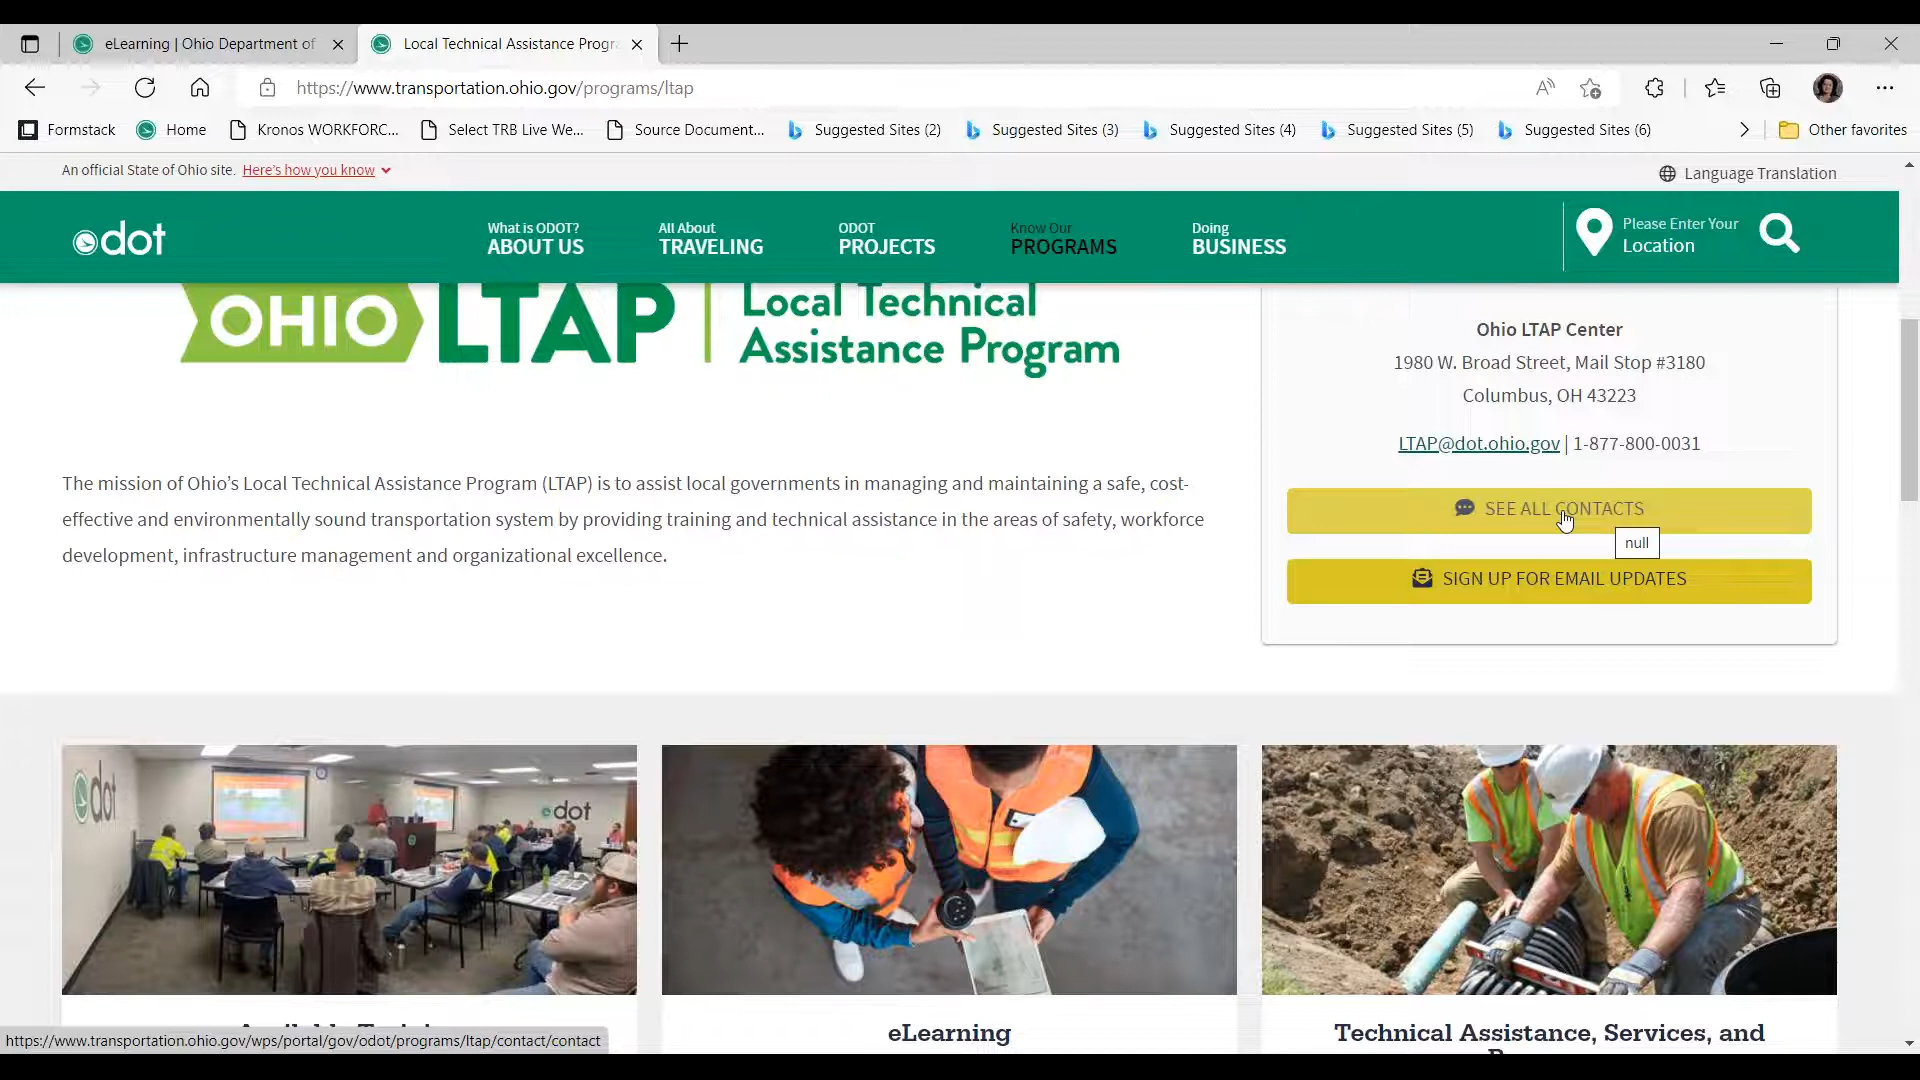 eLearning | Ohio Department of
Local Technical Assistance Progr
https://www.transportation.ohio.gov/programs/ltap
Formstack
Home
Kronos WORKFORC...
Select TRB Live We...
Source Document...
Suggested Sites (2)
Suggested Sites (3)
Suggested Sites (4)
Suggested Sites (5)
Suggested Sites (6)
Other favorites
An official State of Ohio site. Here's how you know
Language Translation
odot
What is ODOT?
ABOUT US
All About
TRAVELING
ODOT
PROJECTS
Know Our
PROGRAMS
Doing
BUSINESS
Please Enter Your
Location
OHIO LTAP
Local Technical
Assistance Program
Ohio LTAP Center
1980 W. Broad Street, Mail Stop #3180
Columbus, OH 43223
LTAP@dot.ohio.gov | 1-877-800-0031
The mission of Ohio’s Local Technical Assistance Program (LTAP) is to assist local governments in managing and maintaining a safe, cost-
effective and environmentally sound transportation system by providing training and technical assistance in the areas of safety, workforce
development, infrastructure management and organizational excellence.
SEE ALL CONTACTS
null
SIGN UP FOR EMAIL UPDATES
odot
odot
eLearning
Technical Assistance, Services, and
https://www.transportation.ohio.gov/wps/portal/gov/odot/programs/ltap/contact/contact